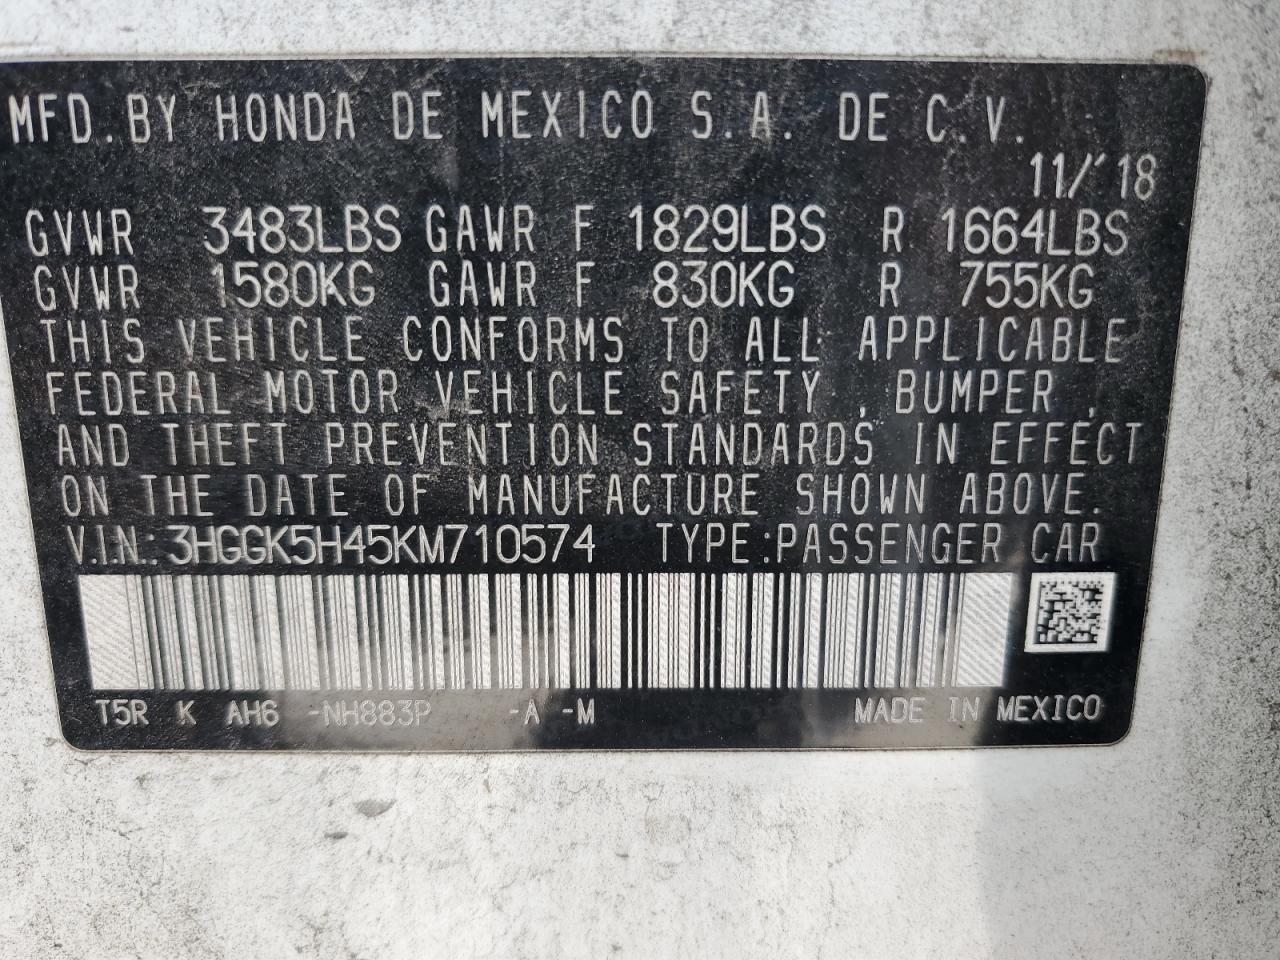 MFD. BY HONDA DE MEXICO S.A. DE C.V.
11/'18
GVWR 3483LBS GAWR F 1829LBS R 1664LBS
GVWR 1580KG GAWR F 830KG R 755KG
THIS VEHICLE CONFORMS TO ALL APPLICABLE
FEDERAL MOTOR VEHICLE SAFETY , BUMPER ,
AND THEFT PREVENTION STANDARDS IN EFFECT
ON THE DATE OF MANUFACTURE SHOWN ABOVE.
V.I.N.: 3HGGK5H45KM710574 TYPE:PASSENGER CAR
T5R K AH6 -NH883P -A -M MADE IN MEXICO